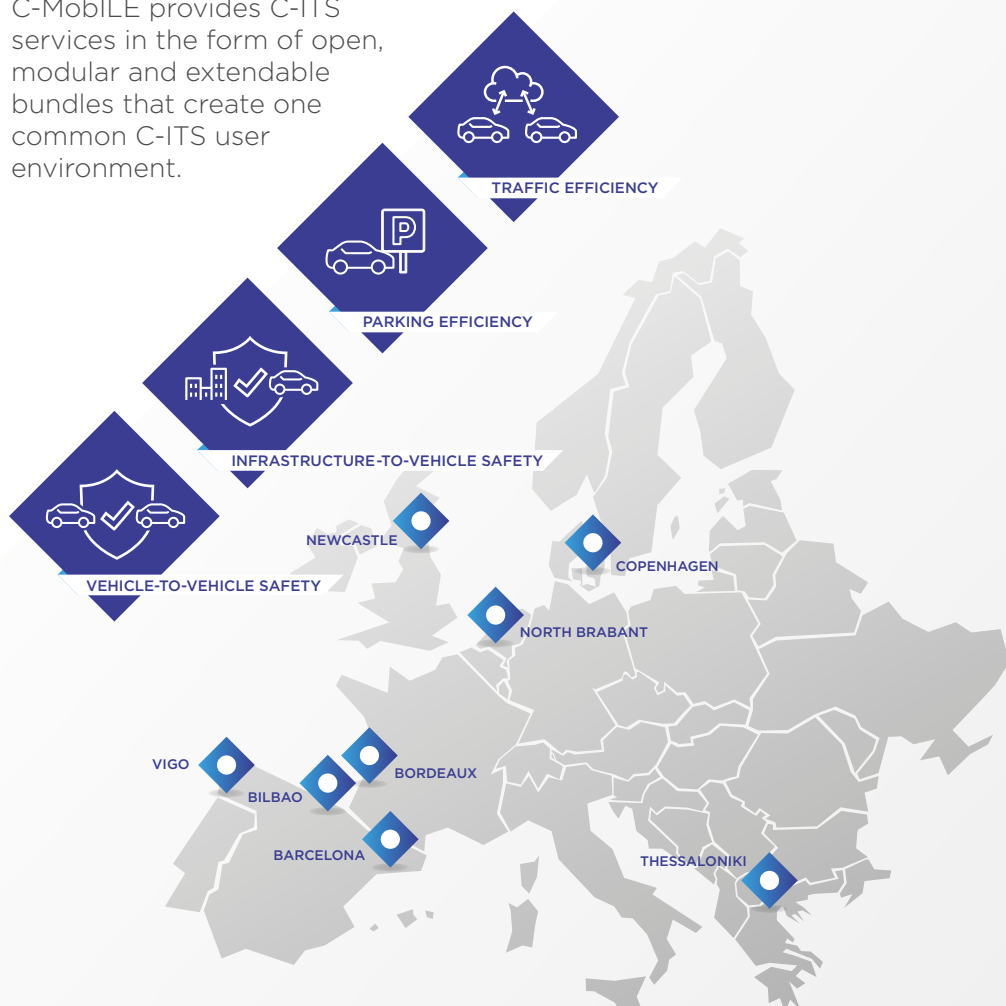 C-MobILE provides C-ITS
services in the form of open,
modular and extendable
bundles that create one
common C-ITS user
environment.
TRAFFIC EFFICIENCY
P
PARKING EFFICIENCY
INFRASTRUCTURE-TO-VEHICLE SAFETY
VEHICLE-TO-VEHICLE SAFETY
NEWCASTLE
COPENHAGEN
NORTH BRABANT
VIGO
BORDEAUX
BILBAO
BARCELONA
THESSALONIKI